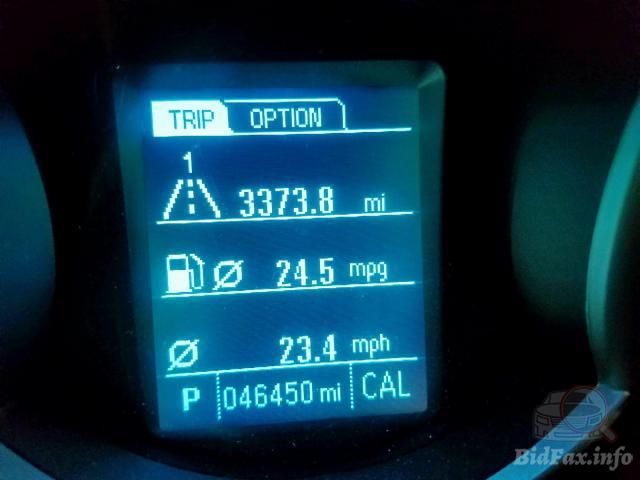 TRIP OPTION
1
3373.8 mi
24.5 mpg
23.4 mph
P 046450 mi CAL
BidFax.info